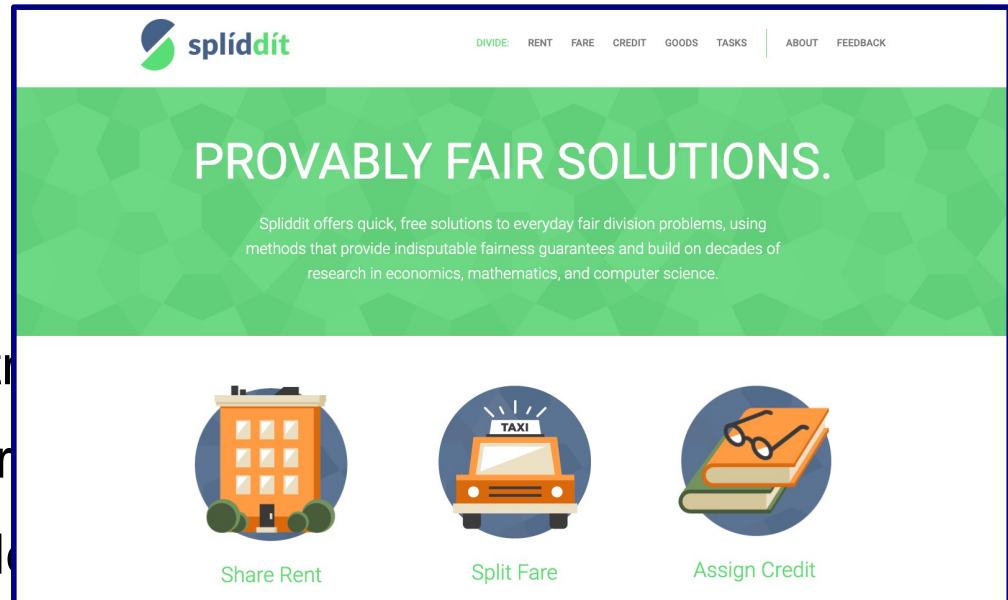 splíddít
DIVIDE: RENT FARE CREDIT GOODS TASKS ABOUT FEEDBACK
PROVABLY FAIR SOLUTIONS.
Spliddit offers quick, free solutions to everyday fair division problems, using
methods that provide indisputable fairness guarantees and build on decades of
research in economics, mathematics, and computer science.
TAXI
Share Rent Split Fare Assign Credit